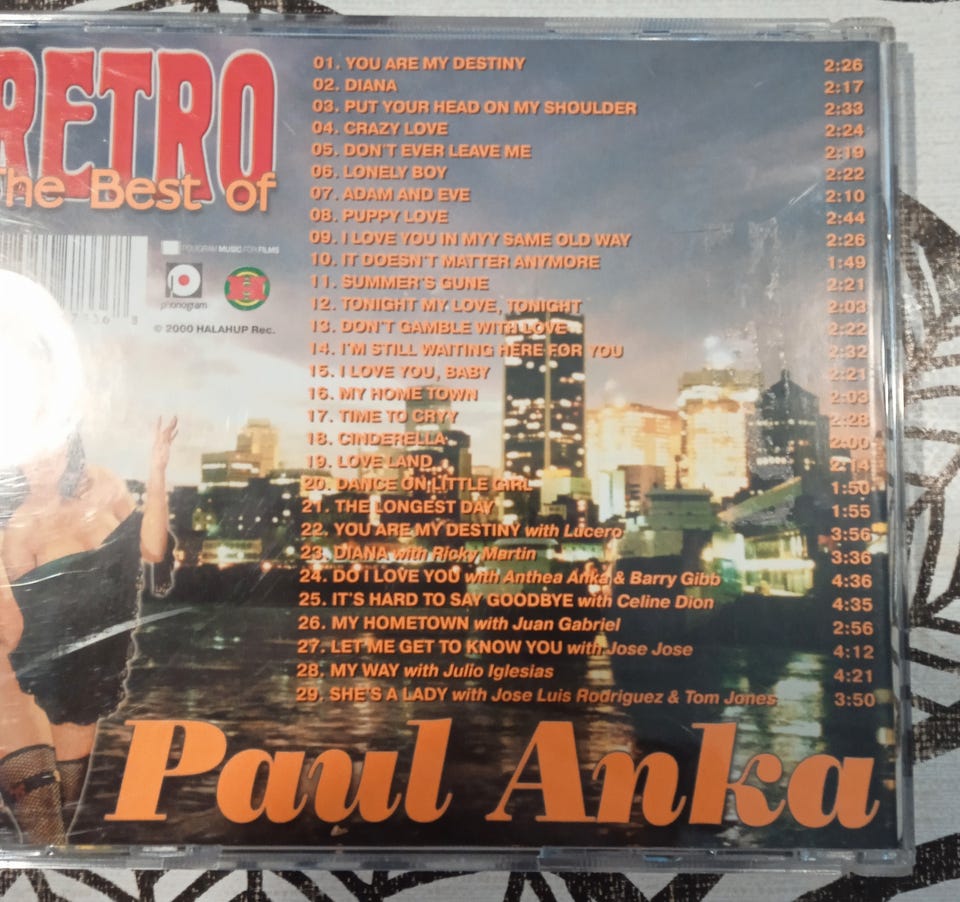 RETRO
The Best of
POLYGRAM MUSIC FOR FILMS
phonogram
© 2000 HALAHUP Rec.
01. YOU ARE MY DESTINY 2:26
02. DIANA 2:17
03. PUT YOUR HEAD ON MY SHOULDER 2:33
04. CRAZY LOVE 2:24
05. DON'T EVER LEAVE ME 2:19
06. LONELY BOY 2:22
07. ADAM AND EVE 2:10
08. PUPPY LOVE 2:44
09. I LOVE YOU IN MYY SAME OLD WAY 2:26
10. IT DOESN'T MATTER ANYMORE 1:49
11. SUMMER'S GUNE 2:21
12. TONIGHT MY LOVE, TONIGHT 2:03
13. DON'T GAMBLE WITH LOVE 2:22
14. I'M STILL WAITING HERE FOR YOU 2:32
15. I LOVE YOU, BABY 2:21
16. MY HOME TOWN 2:03
17. TIME TO CRYY 2:28
18. CINDERELLA 2:00
19. LOVE LAND 2:14
20. DANCE ON LITTLE GIRL 1:50
21. THE LONGEST DAY 1:55
22. YOU ARE MY DESTINY with Lucero 3:56
23. DIANA with Ricky Martin 3:36
24. DO I LOVE YOU with Anthea Anka & Barry Gibb 4:36
25. IT'S HARD TO SAY GOODBYE with Celine Dion 4:35
26. MY HOMETOWN with Juan Gabriel 2:56
27. LET ME GET TO KNOW YOU with Jose Jose 4:12
28. MY WAY with Julio Iglesias 4:21
29. SHE'S A LADY with Jose Luis Rodriguez & Tom Jones 3:50
Paul Anka